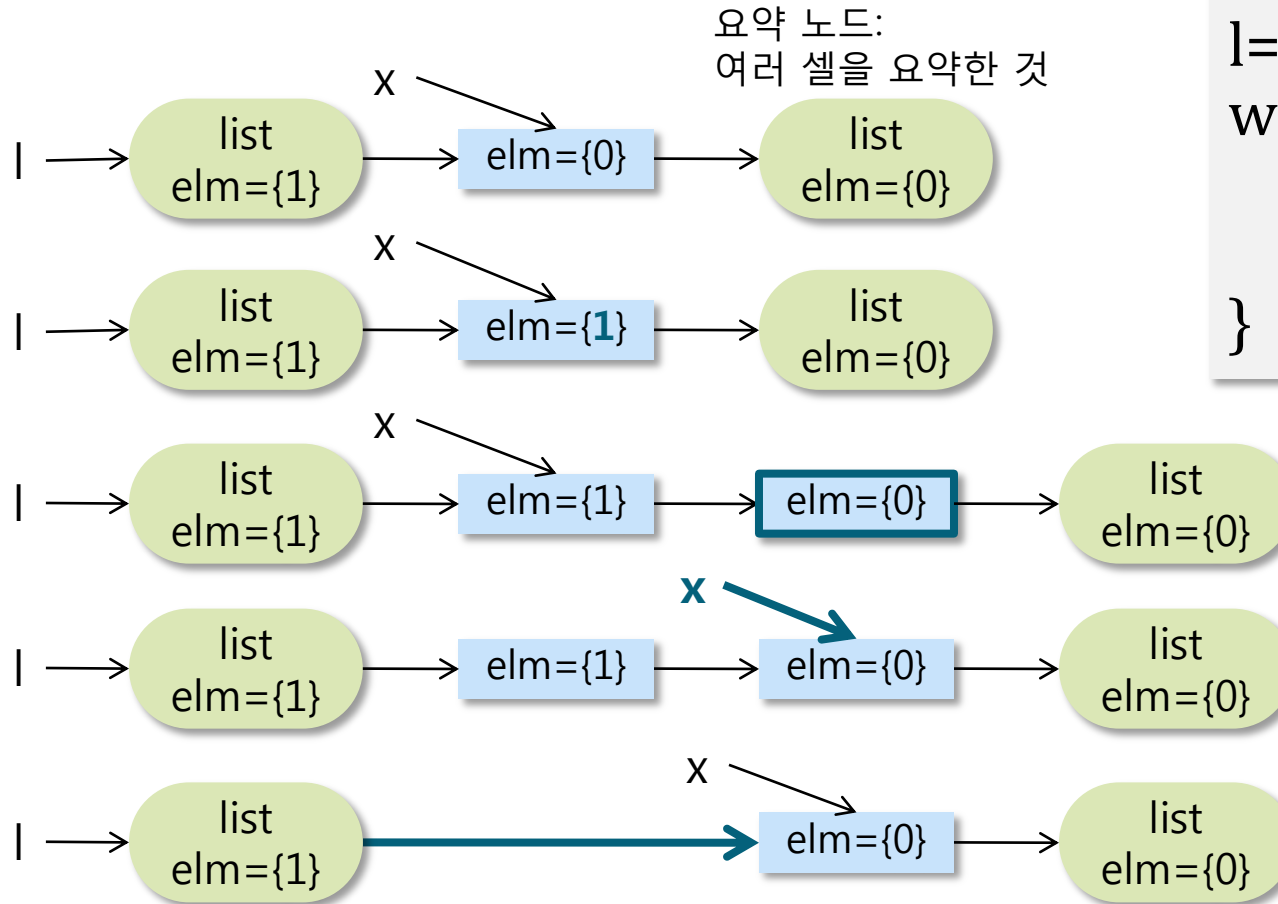 요약 노드:
여러 셀을 요약한 것
l=
w
}
x
l
list
elm={1}
elm={0}
list
elm={0}
x
l
list
elm={1}
elm={1}
list
elm={0}
x
l
list
elm={1}
elm={1}
elm={0}
list
elm={0}
x
l
list
elm={1}
elm={1}
elm={0}
list
elm={0}
x
l
list
elm={1}
elm={0}
list
elm={0}